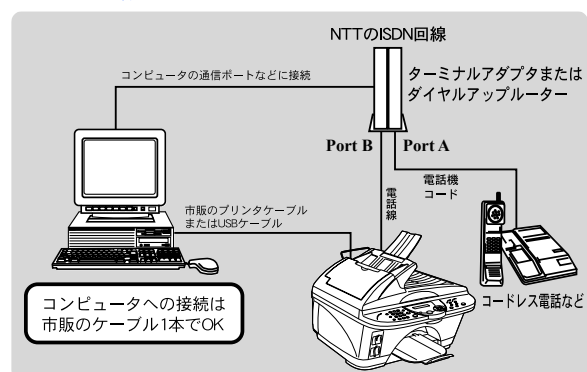 NTTのISDN回線
コンピュータの通信ポートなどに接続
ターミナルアダプタまたは
ダイヤルアップルーター
Port B
Port A
電話線
電話機
コード
市販のプリンタケーブル
またはUSBケーブル
コンピュータへの接続は
市販のケーブル1本でOK
コードレス電話など